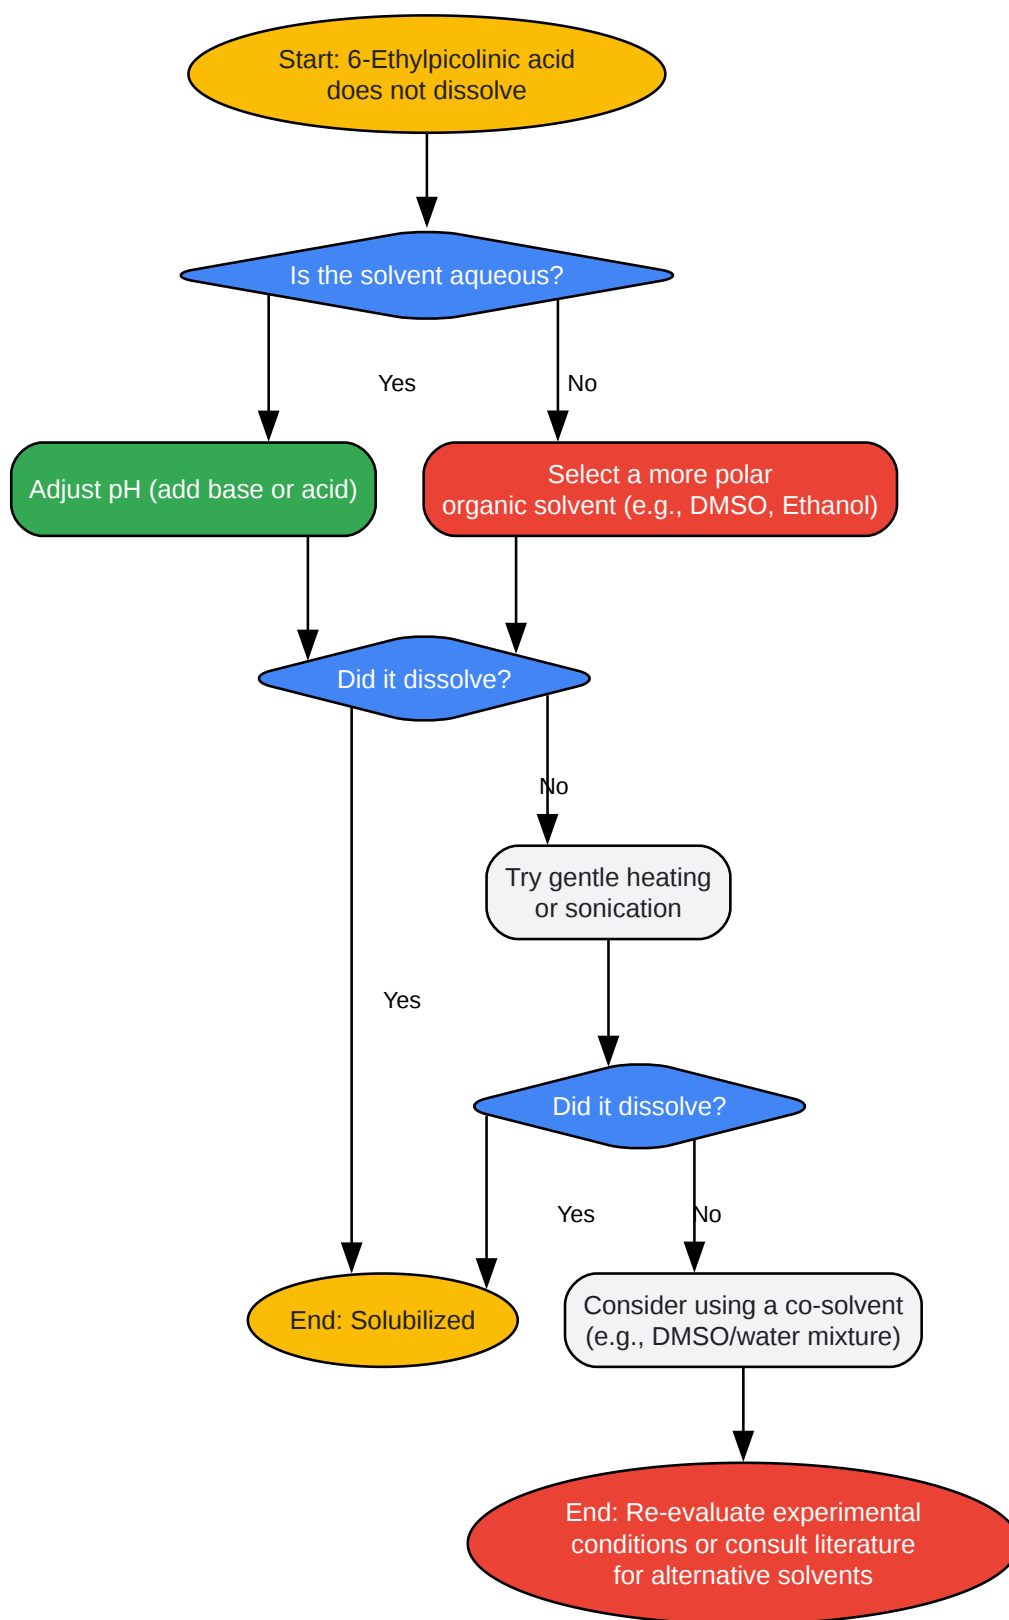 Start: 6-Ethylpicolinic acid
does not dissolve
Is the solvent aqueous?
Yes
No
Adjust pH (add base or acid)
Select a more polar
organic solvent (e.g., DMSO, Ethanol)
Did it dissolve?
No
Try gentle heating
or sonication
Yes
Did it dissolve?
Yes
No
End: Solubilized
Consider using a co-solvent
(e.g., DMSO/water mixture)
End: Re-evaluate experimental
conditions or consult literature
for alternative solvents